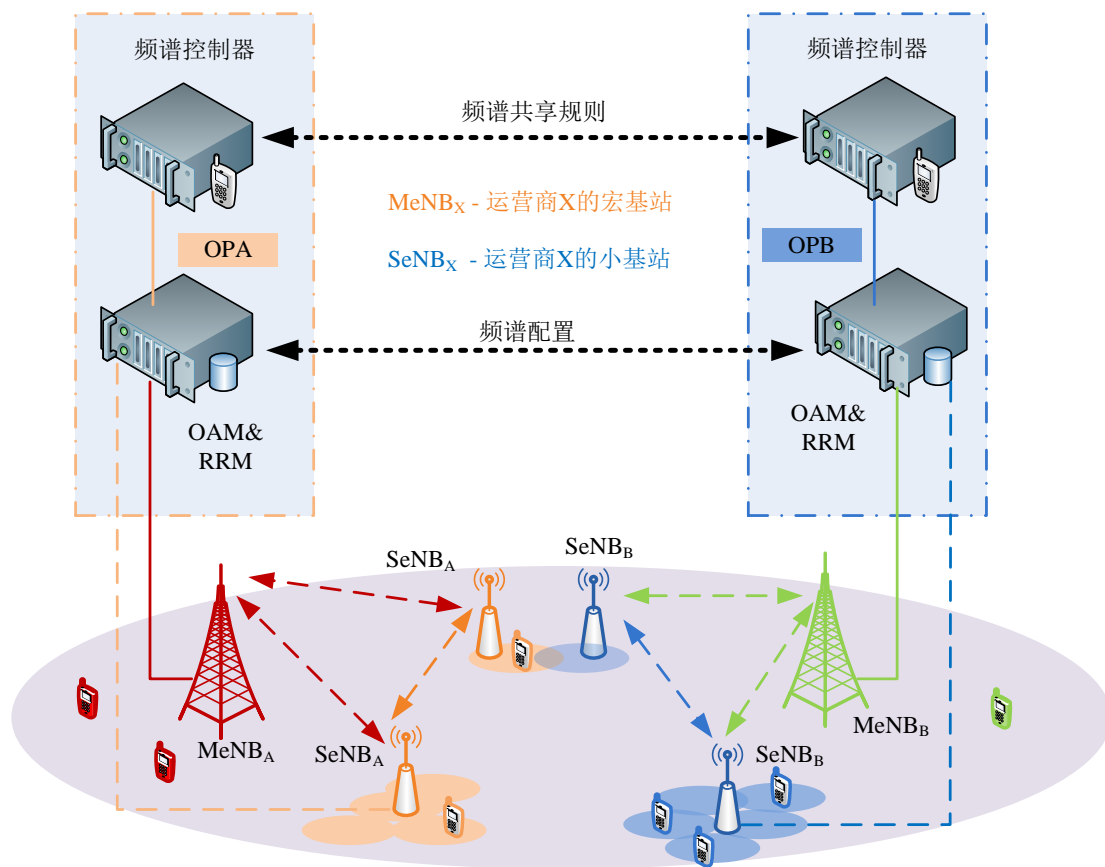 频谱控制器
频谱控制器
频谱共享规则
MeNBX - 运营商X的宏基站
OPA
SeNBX - 运营商X的小基站
OPB
频谱配置
OAM&
RRM
OAM&
RRM
SeNBA
SeNBB
MeNBA
SeNBA
SeNBB
MeNBB